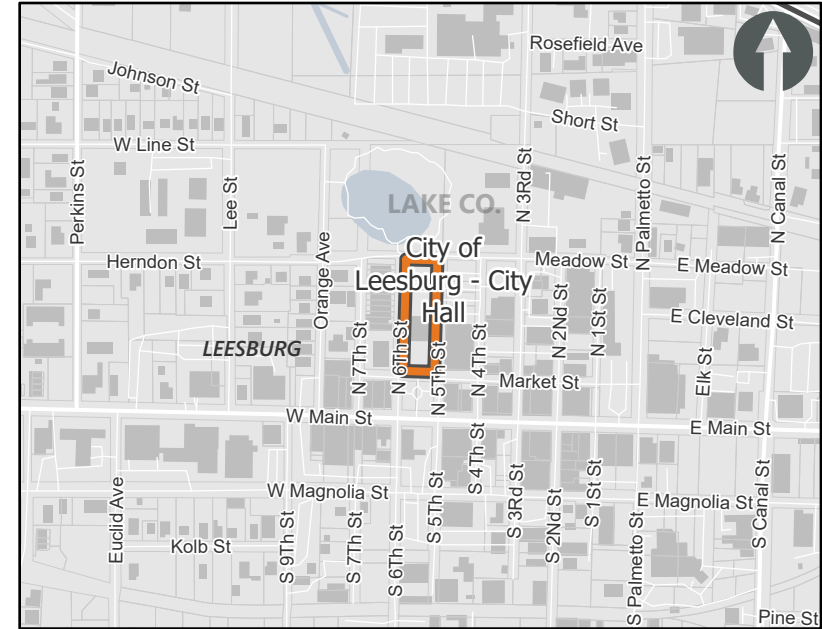 Rosefield Ave
Johnson St
Short St
W Line St
Perkins St
Lee St
N 3Rd St
N Palmetto St
N Canal St
LAKE CO.
City of
Leesburg - City
Hall
Herndon St
Orange Ave
Meadow St
E Meadow St
E Cleveland St
LEESBURG
N 7Th St
N 6Th St
N 5Th St
N 4Th St
N 2Nd St
N 1St St
Elk St
Market St
W Main St
E Main St
W Magnolia St
E Magnolia St
S 4Th St
S 5Th St
S 3Rd St
S 1St St
S 2Nd St
S Canal St
Euclid Ave
Kolb St
S 9Th St
S 7Th St
S 6Th St
S Palmetto St
Pine St